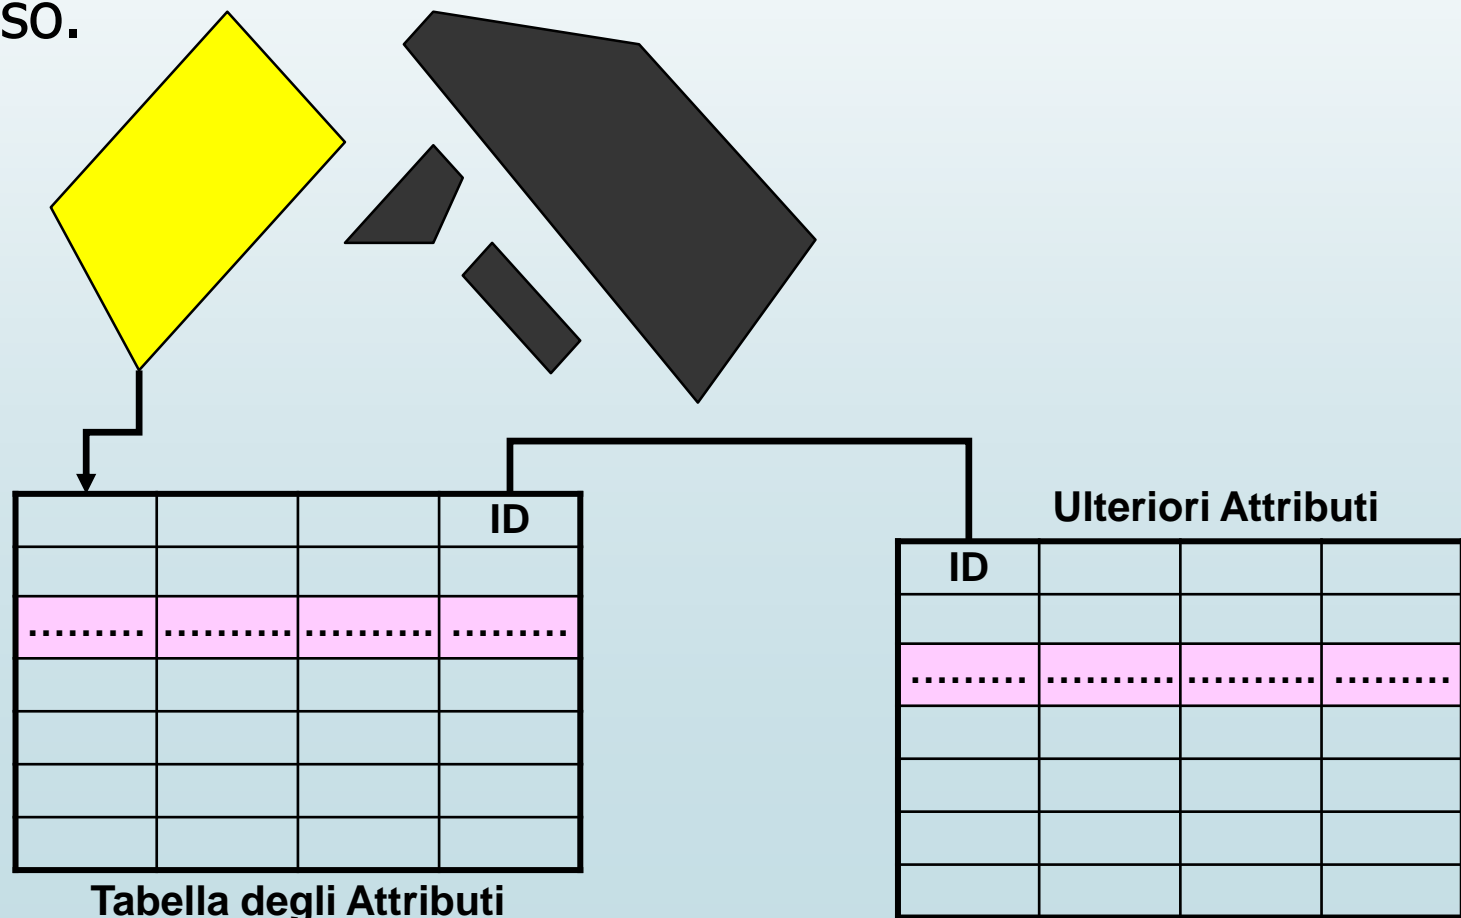 so.
ID
......... .......... .......... .........
Tabella degli Attributi
Ulteriori Attributi
ID
......... .......... .......... .........